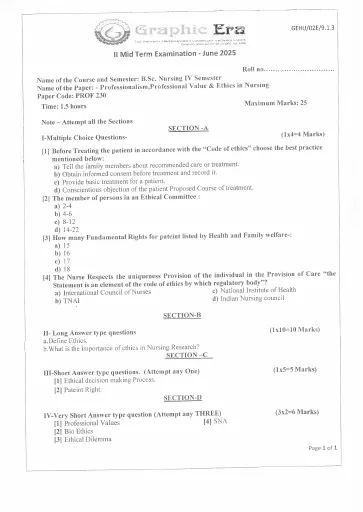 GEHU/02E/9.1.3
Graphic Era
II Mid Term Examination - June 2025
Roll no...............................
Name of the Course and Semester: B.Sc. Nursing IV Semester
Name of the Paper: - Professionalism,Professional Value & Ethics in Nursing
Paper Code: PROF 230
Time: 1.5 hours Maximum Marks: 25
Note – Attempt all the Sections
SECTION -A
I-Multiple Choice Questions- (1x4=4 Marks)
[1] Before Treating the patient in accordance with the "Code of ethics" choose the best practice
mentioned below:
a) Tell the family members about recommended care or treatment.
b) Obtain informed consent before treatment and record it.
c) Provide basic treatment for a patient.
d) Conscientious objection of the patient Proposed Course of treatment.
[2] The member of persons in an Ethical Committee :
a) 2-4
b) 4-6
c) 8-12
d) 14-22
[3] How many Fundamental Rights for pateint listed by Health and Family welfare-:
a) 15
b) 16
c) 17
d) 18
[4] The Nurse Respects the uniqueness Provision of the individual in the Provision of Care "the
Statement is an element of the code of ethics by which regulatory body"?
a) International Council of Nurses c) National Institute of Health
b) TNAI d) Indian Nursing council
SECTION-B
II- Long Answer type questions (1x10=10 Marks)
a.Define Ethics.
b.What is the importance of ethics in Nursing Research?
SECTION –C
III-Short Answer type questions. (Attempt any One) (1x5=5 Marks)
[1] Ethical decision making Process.
[2] Pateint Right.
SECTION-D
IV-Very Short Answer type question (Attempt any THREE) (3x2=6 Marks)
[1] Professional Values [4] SNA
[2] Bio Ethics
[3] Ethical Dilemma
Page 1 of 1